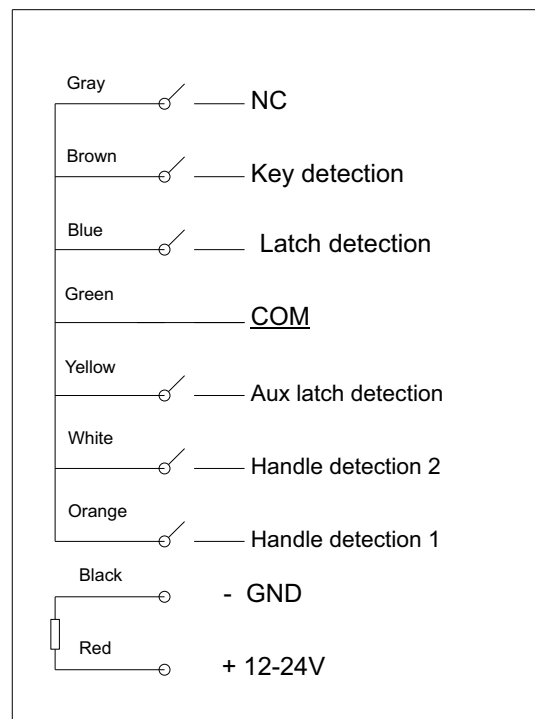 Gray
NC
Brown
Key detection
Blue
Latch detection
Green
COM
Yellow
Aux latch detection
White
Handle detection 2
Orange
Handle detection 1
Black
- GND
Red
+ 12-24V